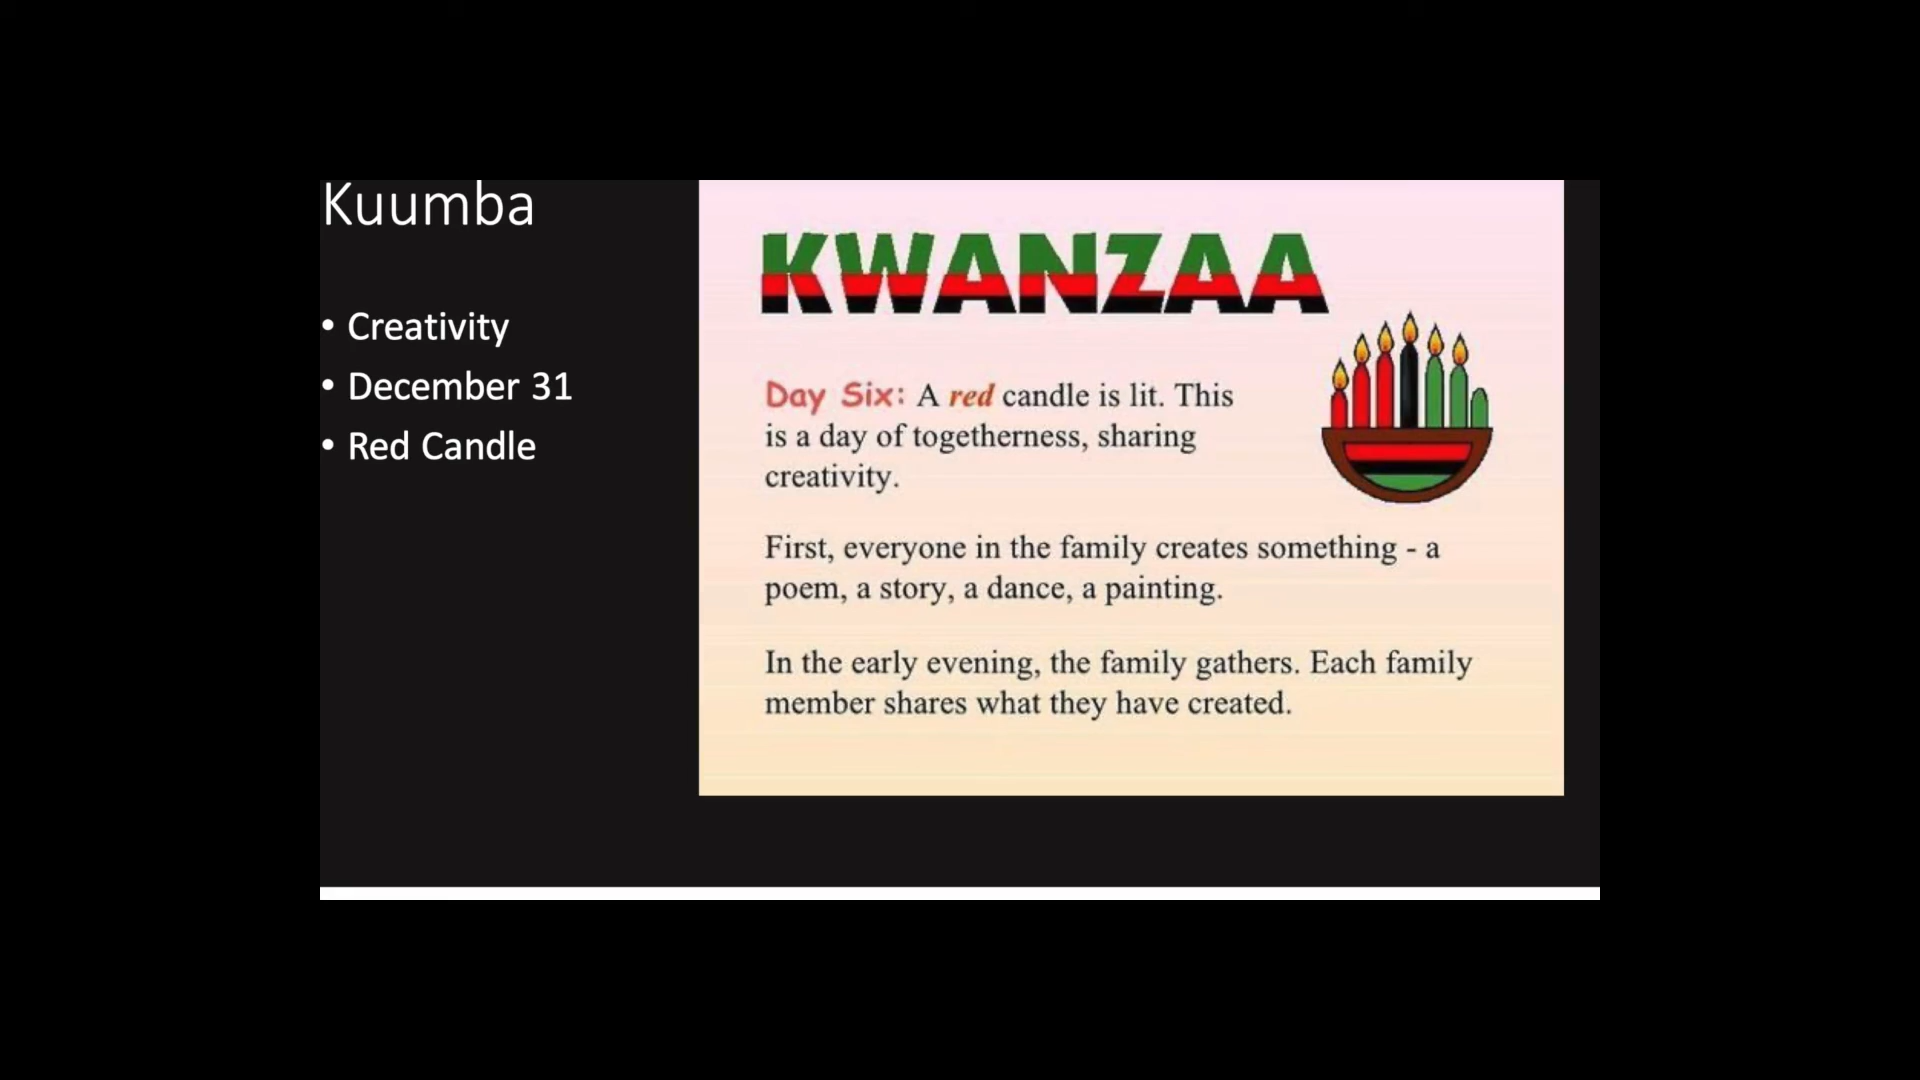 Kuumba
• Creativity
• December 31
• Red Candle
KWANZAA
Day Six: A red candle is lit. This
is a day of togetherness, sharing
creativity.
First, everyone in the family creates something - a
poem, a story, a dance, a painting.
In the early evening, the family gathers. Each family
member shares what they have created.